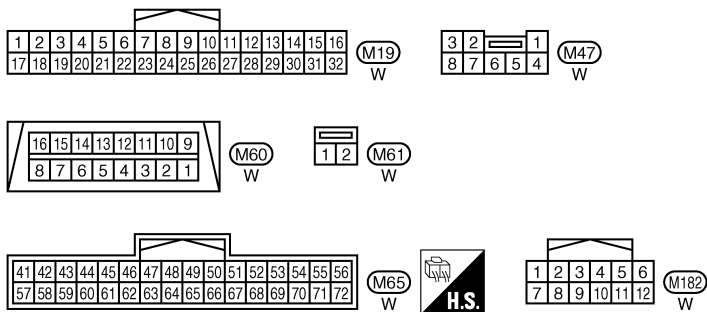 1 2 3 4 5 6 7 8 9 10 11 12 13 14 15 16
17 18 19 20 21 22 23 24 25 26 27 28 29 30 31 32
M19
W
3 2 1
8 7 6 5 4
M47
W
16 15 14 13 12 11 10 9
8 7 6 5 4 3 2 1
M60
W
1 2
M61
W
41 42 43 44 45 46 47 48 49 50 51 52 53 54 55 56
57 58 59 60 61 62 63 64 65 66 67 68 69 70 71 72
M65
W
H.S.
1 2 3 4 5 6
7 8 9 10 11 12
M182
W